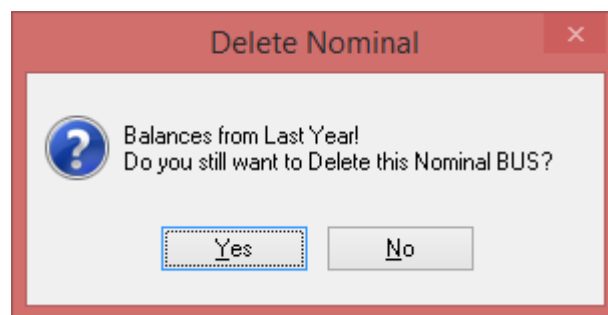 Delete Nominal
Balances from Last Year!
Do you still want to Delete this Nominal BUS?
Yes No